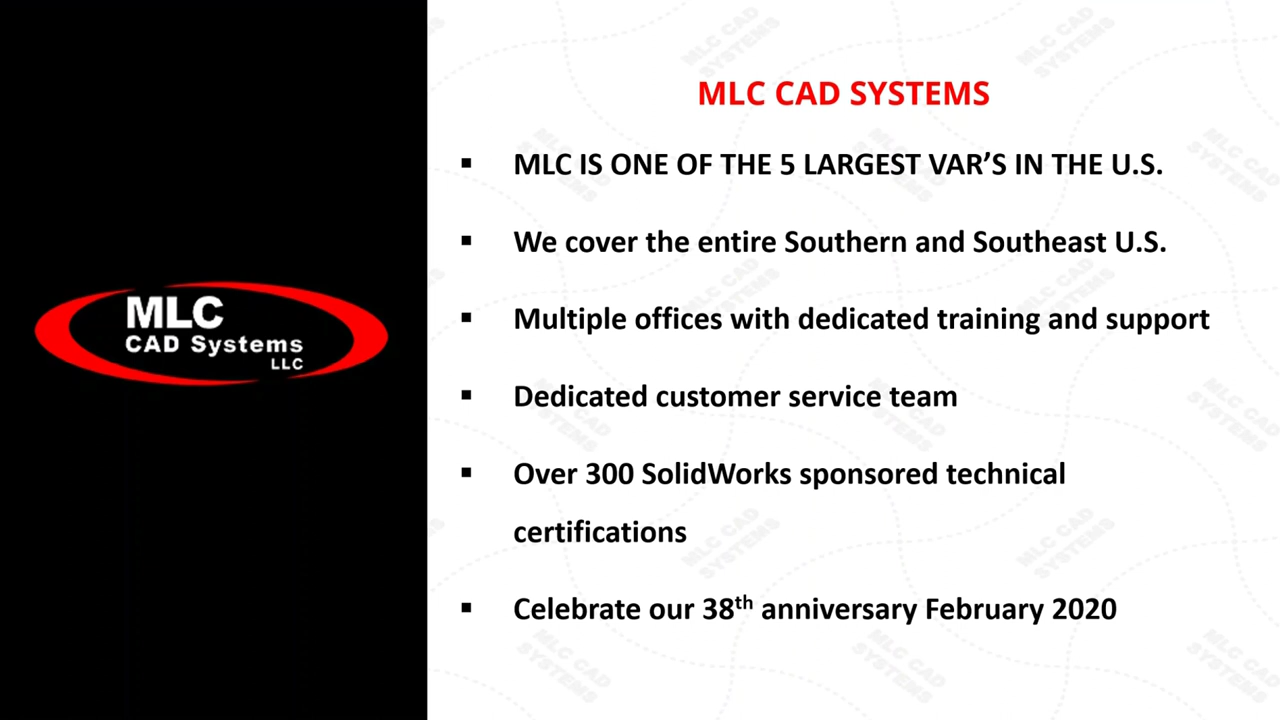 MLC
CAD Systems
LLC
MLC CAD SYSTEMS
▪ MLC IS ONE OF THE 5 LARGEST VAR’S IN THE U.S.
▪ We cover the entire Southern and Southeast U.S.
▪ Multiple offices with dedicated training and support
▪ Dedicated customer service team
▪ Over 300 SolidWorks sponsored technical
certifications
▪ Celebrate our 38th anniversary February 2020